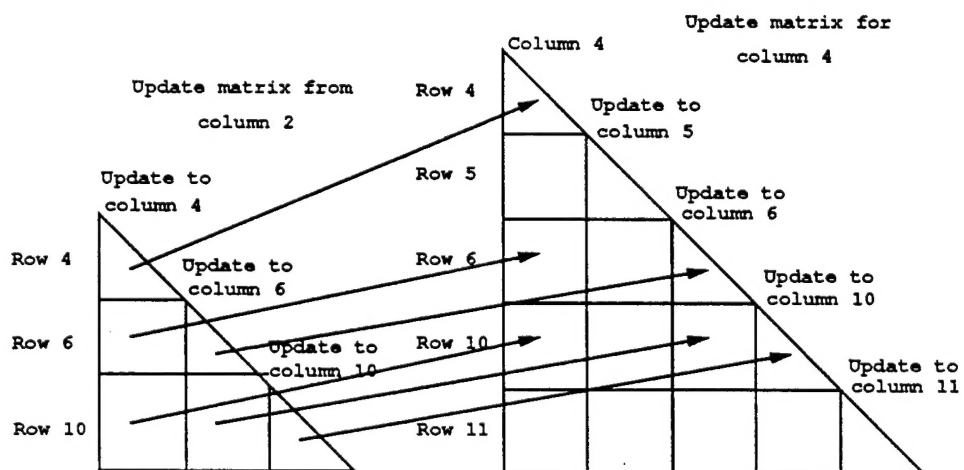 Update matrix from
column 2
Update to
column 4
Row 4
Update to
column 6
Row 6
Update to
column 10
Row 10
Update matrix for
column 4
Column 4
Row 4
Update to
column 5
Row 5
Update to
column 6
Row 6
Update to
column 10
Row 10
Update to
column 11
Row 11